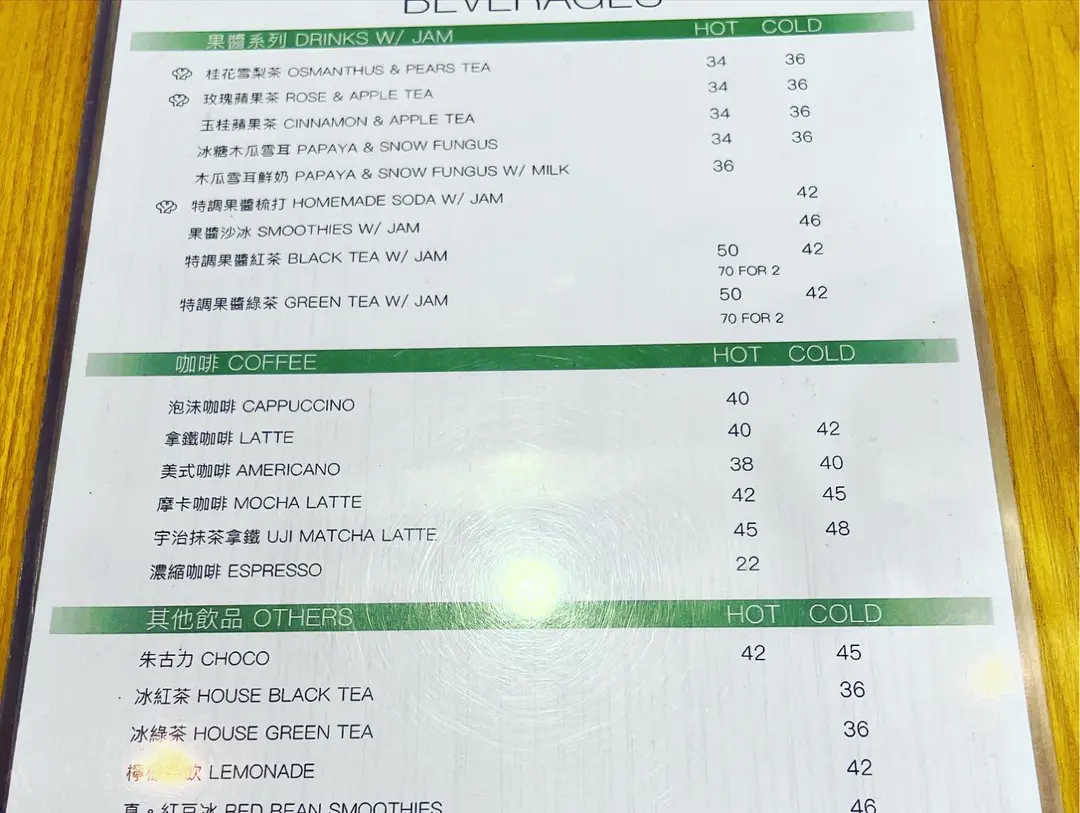 BEVERAGES
果醬系列 DRINKS W/ JAM HOT COLD
桂花雪梨茶 OSMANTHUS & PEARS TEA 34 36
玫瑰蘋果茶 ROSE & APPLE TEA 34 36
玉桂蘋果茶 CINNAMON & APPLE TEA 34 36
冰糖木瓜雪耳 PAPAYA & SNOW FUNGUS 34 36
木瓜雪耳鮮奶 PAPAYA & SNOW FUNGUS W/ MILK 36
特調果醬梳打 HOMEMADE SODA W/ JAM 42
果醬沙冰 SMOOTHIES W/ JAM 46
特調果醬紅茶 BLACK TEA W/ JAM 50 42
70 FOR 2
特調果醬綠茶 GREEN TEA W/ JAM 50 42
70 FOR 2
咖啡 COFFEE HOT COLD
泡沫咖啡 CAPPUCCINO 40
拿鐵咖啡 LATTE 40 42
美式咖啡 AMERICANO 38 40
摩卡咖啡 MOCHA LATTE 42 45
宇治抹茶拿鐵 UJI MATCHA LATTE 45 48
濃縮咖啡 ESPRESSO 22
其他飲品 OTHERS HOT COLD
朱古力 CHOCO 42 45
冰紅茶 HOUSE BLACK TEA 36
冰綠茶 HOUSE GREEN TEA 36
LEMONADE 42
真。紅豆冰 RED BEAN SMOOTHIES 46